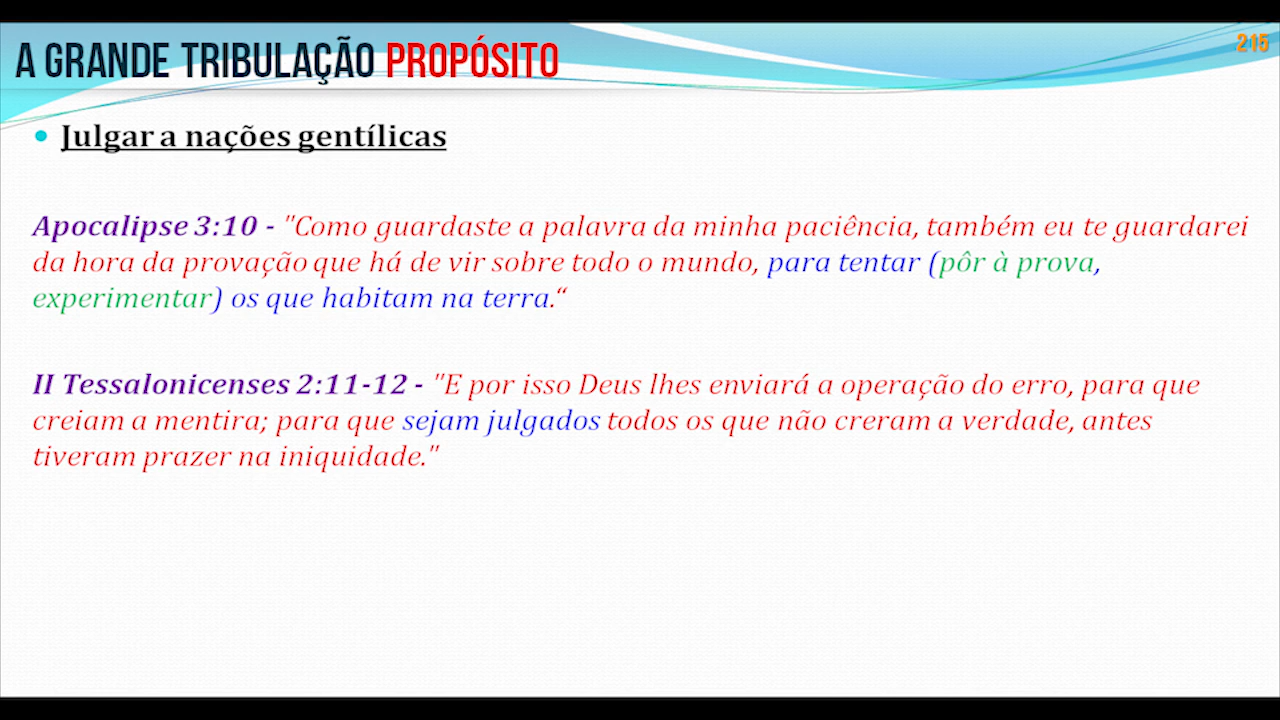 A GRANDE TRIBULAÇÃO PROPÓSITO
215
Julgar a nações gentílicas
Apocalipse 3:10 - "Como guardaste a palavra da minha paciência, também eu te guardarei
da hora da provação que há de vir sobre todo o mundo, para tentar (pôr à prova,
experimentar) os que habitam na terra.“
II Tessalonicenses 2:11-12 - "E por isso Deus lhes enviará a operação do erro, para que
creiam a mentira; para que sejam julgados todos os que não creram a verdade, antes
tiveram prazer na iniquidade."